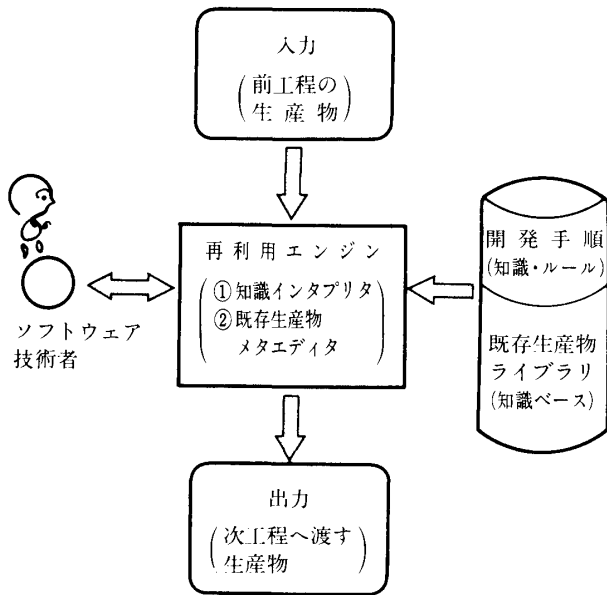 入力
(前工程の
生産物)
再利用エンジン
(①知識インタプリタ
②既存生産物
メタエディタ)
ソフトウェア
技術者
開発手順
(知識・ルール)
既存生産物
ライブラリ
(知識ベース)
出力
(次工程へ渡す
生産物)